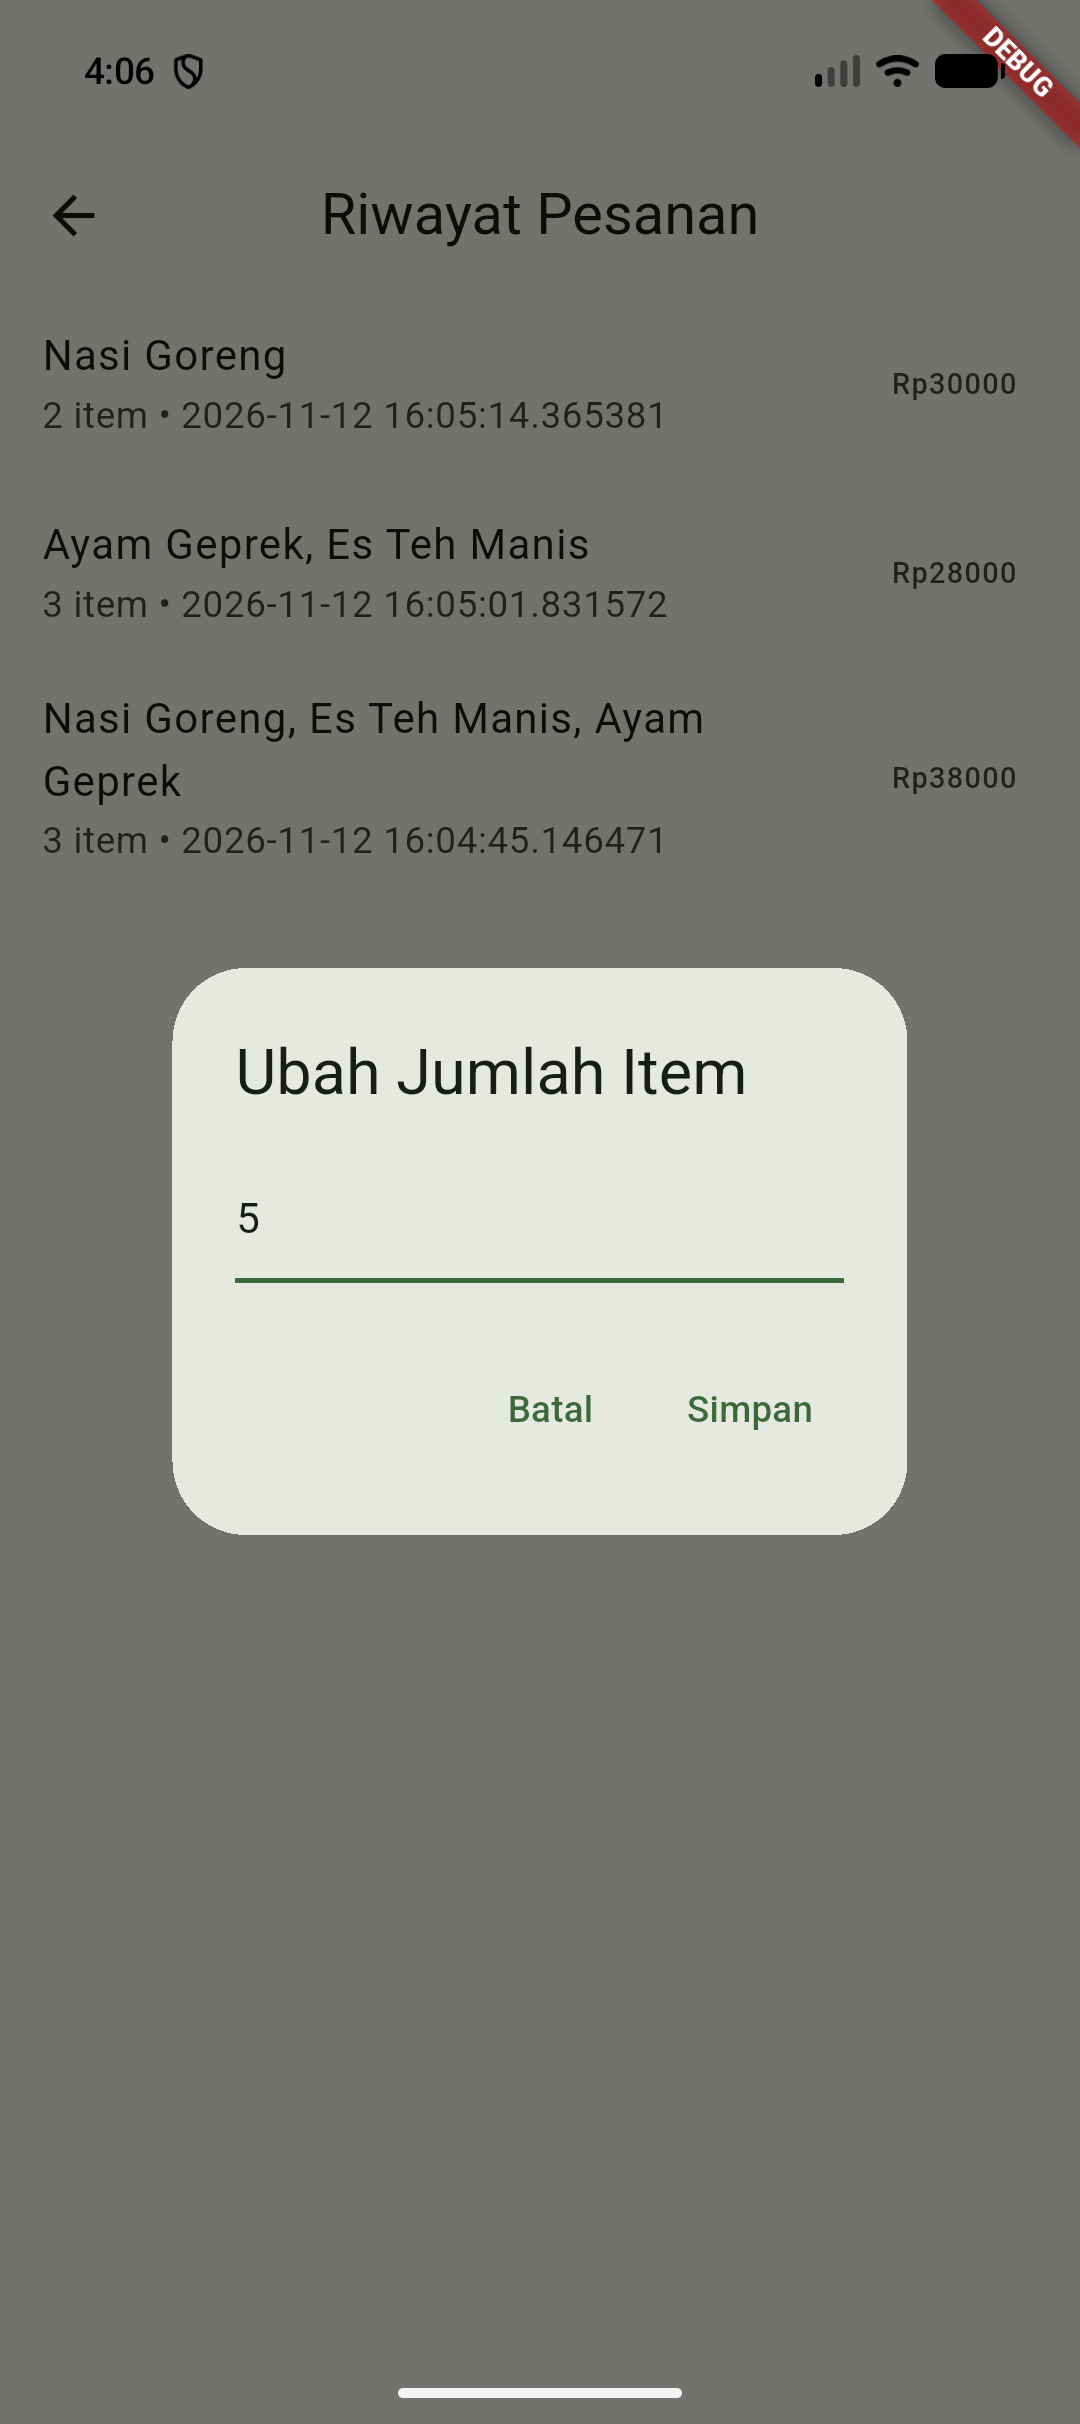 4:06
DEBUG
Riwayat Pesanan
Nasi Goreng
2 item • 2026-11-12 16:05:14.365381
Rp30000
Ayam Geprek, Es Teh Manis
3 item • 2026-11-12 16:05:01.831572
Rp28000
Nasi Goreng, Es Teh Manis, Ayam
Geprek
3 item • 2026-11-12 16:04:45.146471
Rp38000
Ubah Jumlah Item
5
Batal
Simpan